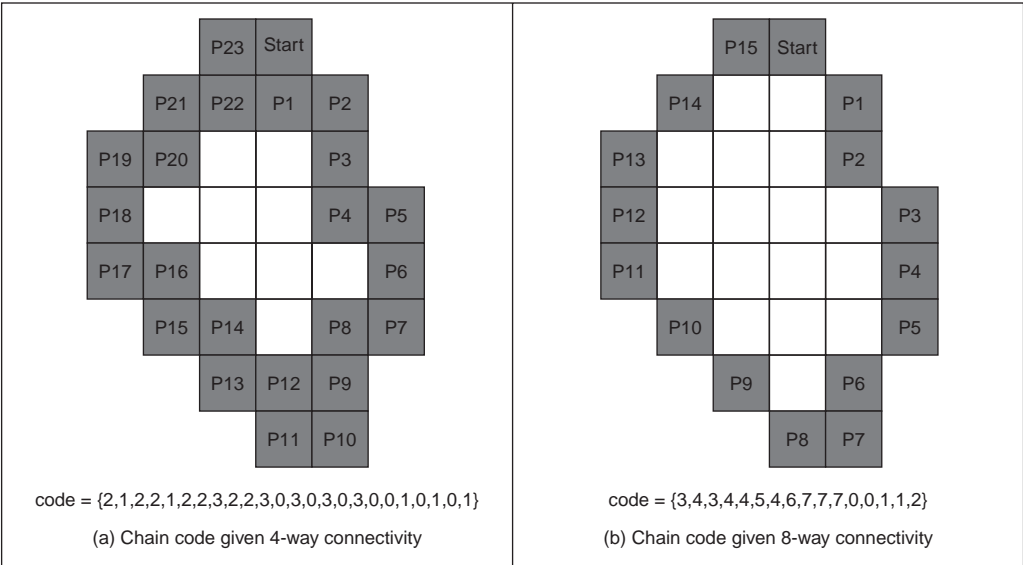 P23 Start
P21 P22 P1 P2
P19 P20 P3
P18 P4 P5
P17 P16 P6
P15 P14 P8 P7
P13 P12 P9
P11 P10
code = {2,1,2,2,1,2,2,3,2,2,3,0,3,0,3,0,3,0,0,1,0,1,0,1}
(a) Chain code given 4-way connectivity
P15 Start
P14 P1
P13 P2
P12 P3
P11 P4
P10 P5
P9 P6
P8 P7
code = {3,4,3,4,4,5,4,6,7,7,7,0,0,1,1,2}
(b) Chain code given 8-way connectivity